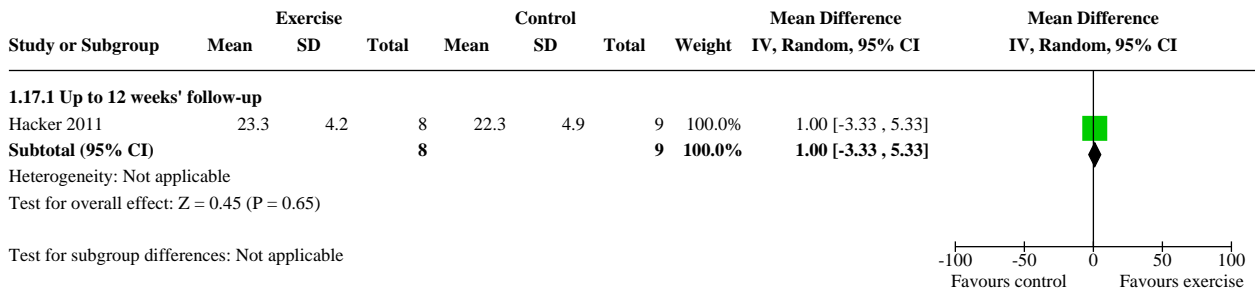 Exercise Control Mean Difference Mean Difference
Study or Subgroup Mean SD Total Mean SD Total Weight IV, Random, 95% CI IV, Random, 95% CI
1.17.1 Up to 12 weeks' follow-up
Hacker 2011 23.3 4.2 8 22.3 4.9 9 100.0% 1.00 [-3.33 , 5.33]
Subtotal (95% CI) 8 9 100.0% 1.00 [-3.33 , 5.33]
Heterogeneity: Not applicable
Test for overall effect: Z = 0.45 (P = 0.65)
Test for subgroup differences: Not applicable
-100 -50 0 50 100
Favours control Favours exercise